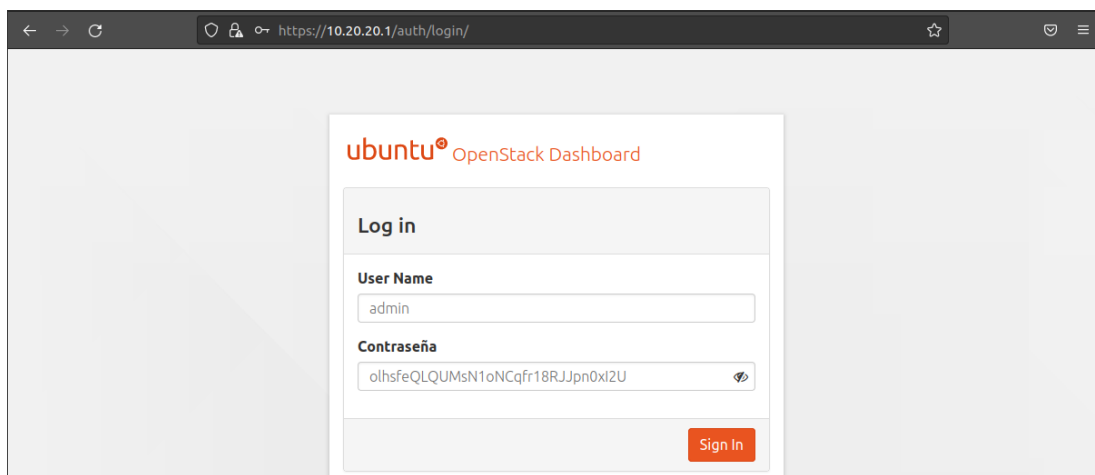 https://10.20.20.1/auth/login/
ubuntu OpenStack Dashboard
Log in
User Name
admin
Contraseña
olhsfeQLQUMsN1oNCqfr18RJJpn0xI2U
Sign In